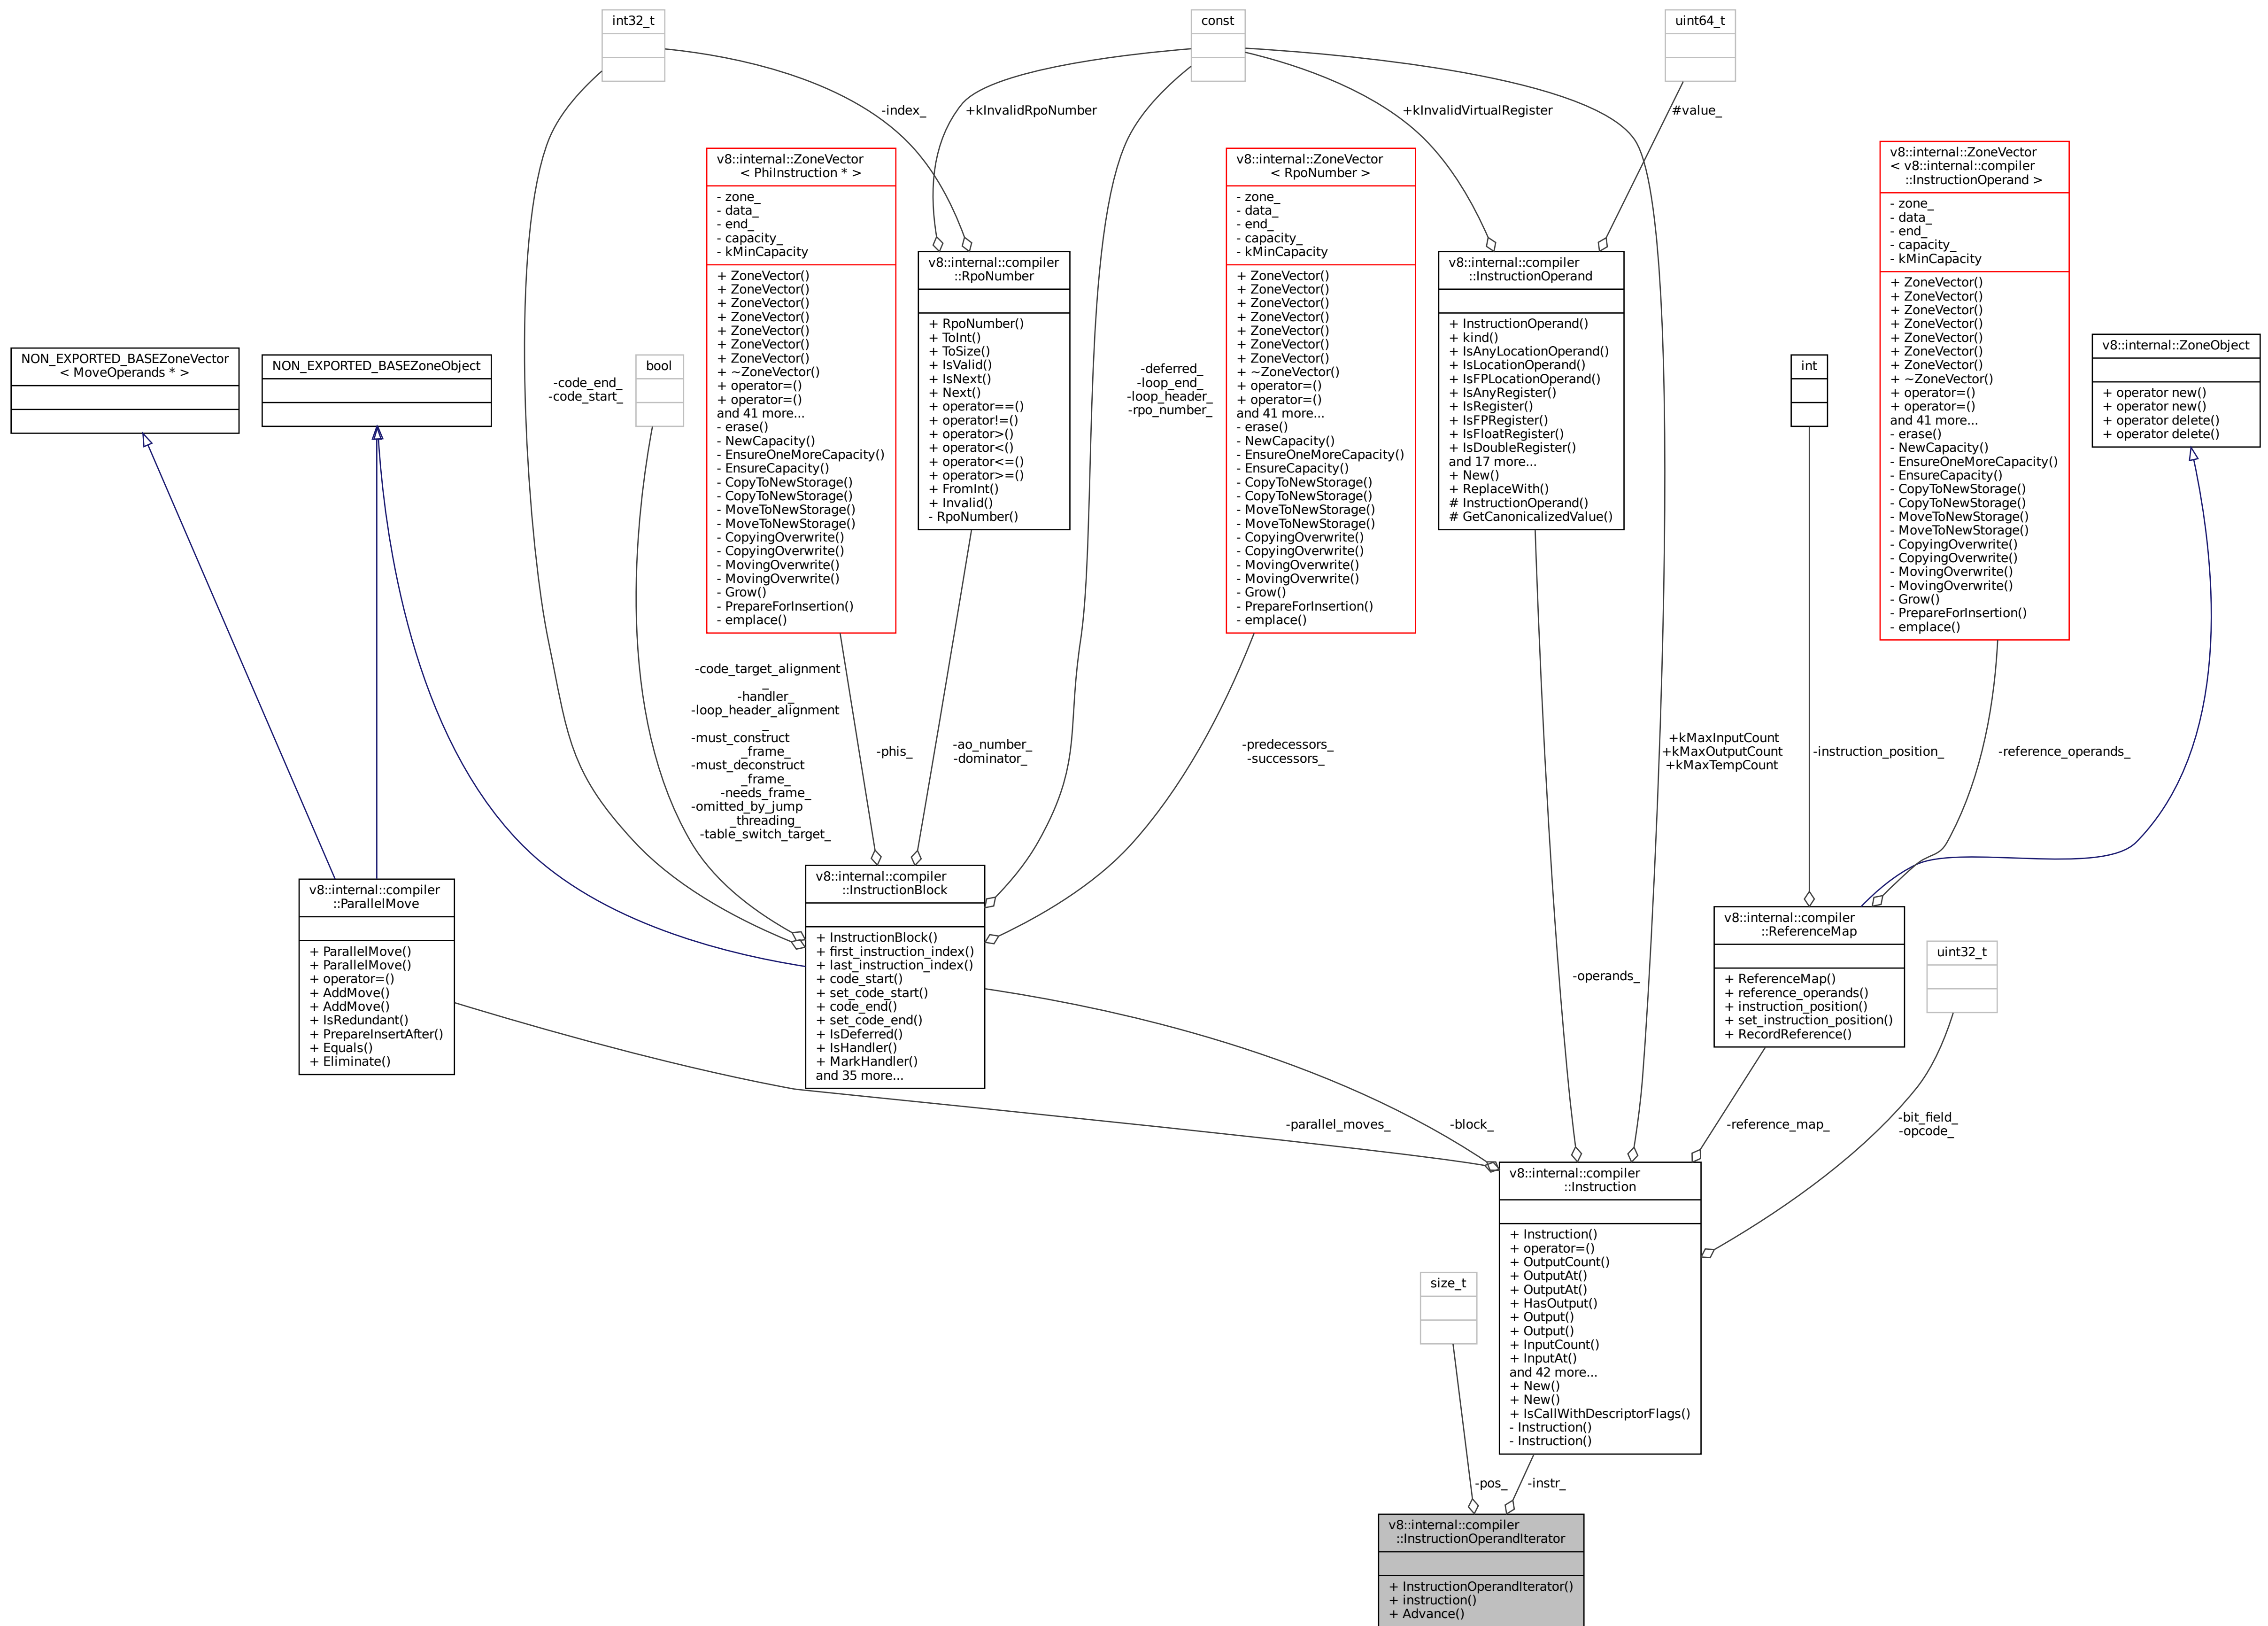 int32_t
const
uint64_t
-index_
+kInvalidRpoNumber
+kInvalidVirtualRegister
#value_
v8::internal::ZoneVector
< PhiInstruction * >
- zone_
- data_
- end_
- capacity_
- kMinCapacity
+ ZoneVector()
+ ZoneVector()
+ ZoneVector()
+ ZoneVector()
+ ZoneVector()
+ ZoneVector()
+ ZoneVector()
+ ~ZoneVector()
+ operator=()
+ operator=()
and 41 more...
- erase()
- NewCapacity()
- EnsureOneMoreCapacity()
- EnsureCapacity()
- CopyToNewStorage()
- CopyToNewStorage()
- MoveToNewStorage()
- MoveToNewStorage()
- CopyingOverwrite()
- CopyingOverwrite()
- MovingOverwrite()
- MovingOverwrite()
- Grow()
- PrepareForInsertion()
- emplace()
v8::internal::compiler
::RpoNumber
+ RpoNumber()
+ ToInt()
+ ToSize()
+ IsValid()
+ IsNext()
+ Next()
+ operator==()
+ operator!=()
+ operator>()
+ operator<()
+ operator<=()
+ operator>=()
+ FromInt()
+ Invalid()
- RpoNumber()
v8::internal::ZoneVector
< RpoNumber >
- zone_
- data_
- end_
- capacity_
- kMinCapacity
+ ZoneVector()
+ ZoneVector()
+ ZoneVector()
+ ZoneVector()
+ ZoneVector()
+ ZoneVector()
+ ZoneVector()
+ ~ZoneVector()
+ operator=()
+ operator=()
and 41 more...
- erase()
- NewCapacity()
- EnsureOneMoreCapacity()
- EnsureCapacity()
- CopyToNewStorage()
- CopyToNewStorage()
- MoveToNewStorage()
- MoveToNewStorage()
- CopyingOverwrite()
- CopyingOverwrite()
- MovingOverwrite()
- MovingOverwrite()
- Grow()
- PrepareForInsertion()
- emplace()
v8::internal::compiler
::InstructionOperand
+ InstructionOperand()
+ kind()
+ IsAnyLocationOperand()
+ IsLocationOperand()
+ IsFPLocationOperand()
+ IsAnyRegister()
+ IsRegister()
+ IsFPRegister()
+ IsFloatRegister()
+ IsDoubleRegister()
and 17 more...
+ New()
+ ReplaceWith()
# InstructionOperand()
# GetCanonicalizedValue()
v8::internal::ZoneVector
< v8::internal::compiler
::InstructionOperand >
- zone_
- data_
- end_
- capacity_
- kMinCapacity
+ ZoneVector()
+ ZoneVector()
+ ZoneVector()
+ ZoneVector()
+ ZoneVector()
+ ZoneVector()
+ ZoneVector()
+ ~ZoneVector()
+ operator=()
+ operator=()
and 41 more...
- erase()
- NewCapacity()
- EnsureOneMoreCapacity()
- EnsureCapacity()
- CopyToNewStorage()
- CopyToNewStorage()
- MoveToNewStorage()
- MoveToNewStorage()
- CopyingOverwrite()
- CopyingOverwrite()
- MovingOverwrite()
- MovingOverwrite()
- Grow()
- PrepareForInsertion()
- emplace()
NON_EXPORTED_BASEZoneVector
< MoveOperands * >
NON_EXPORTED_BASEZoneObject
-code_end_
-code_start_
bool
-deferred_
-loop_end_
-loop_header_
-rpo_number_
int
v8::internal::ZoneObject
+ operator new()
+ operator new()
+ operator delete()
+ operator delete()
-code_target_alignment
_
-handler_
-loop_header_alignment
_
-must_construct
_frame_
-must_deconstruct
_frame_
-needs_frame_
-omitted_by_jump
_threading_
-table_switch_target_
-phis_
-ao_number_
-dominator_
-predecessors_
-successors_
+kMaxInputCount
+kMaxOutputCount
+kMaxTempCount
-instruction_position_
-reference_operands_
v8::internal::compiler
::ParallelMove
+ ParallelMove()
+ ParallelMove()
+ operator=()
+ AddMove()
+ AddMove()
+ IsRedundant()
+ PrepareInsertAfter()
+ Equals()
+ Eliminate()
v8::internal::compiler
::InstructionBlock
+ InstructionBlock()
+ first_instruction_index()
+ last_instruction_index()
+ code_start()
+ set_code_start()
+ code_end()
+ set_code_end()
+ IsDeferred()
+ IsHandler()
+ MarkHandler()
and 35 more...
-operands_
v8::internal::compiler
::ReferenceMap
+ ReferenceMap()
+ reference_operands()
+ instruction_position()
+ set_instruction_position()
+ RecordReference()
uint32_t
-parallel_moves_
-block_
-reference_map_
-bit_field_
-opcode_
v8::internal::compiler
::Instruction
+ Instruction()
+ operator=()
+ OutputCount()
+ OutputAt()
+ OutputAt()
+ HasOutput()
+ Output()
+ Output()
+ InputCount()
+ InputAt()
and 42 more...
+ New()
+ New()
+ IsCallWithDescriptorFlags()
- Instruction()
- Instruction()
size_t
-pos_
-instr_
v8::internal::compiler
::InstructionOperandIterator
+ InstructionOperandIterator()
+ instruction()
+ Advance()